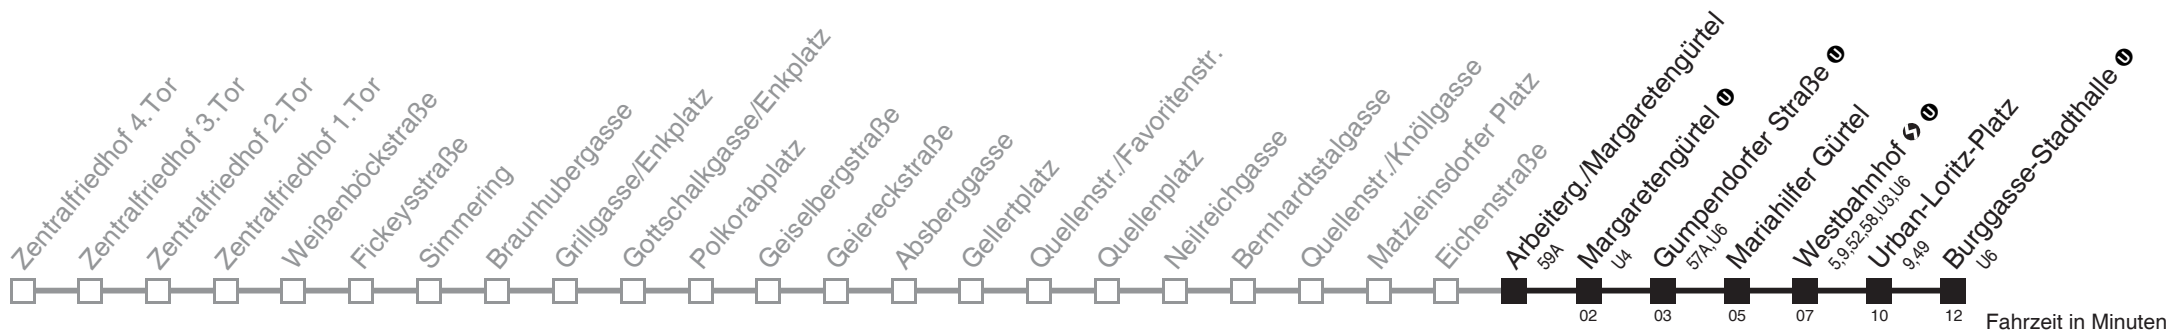 Zentralfriedhof 4.Tor
Zentralfriedhof 3.Tor
Zentralfriedhof 2.Tor
Zentralfriedhof 1.Tor
Weißenböckstraße
Fickeysstraße
Simmering
Braunhubergasse
Grillgasse/Enkplatz
Gottschalkgasse/Enkplatz
Polkorabplatz
Geiselbergstraße
Geiereckstraße
Absberggasse
Gellertplatz
Quellenstr./Favoritenstr.
Quellenplatz
Neilreichgasse
Bernhardtstalgasse
Quellenstr./Knöllgasse
Matzleinsdorfer Platz
Eichenstraße
Arbeiterg./Margaretengürtel
59A
Margaretengürtel U
U4
Gumpendorfer Straße U
57A,U6
Mariahilfer Gürtel
Westbahnhof U
5,9,52,58,U3,U6
Urban-Loritz-Platz
9,49
Burggasse-Stadthalle U
U6
02 03 05 07 10 12 Fahrzeit in Minuten